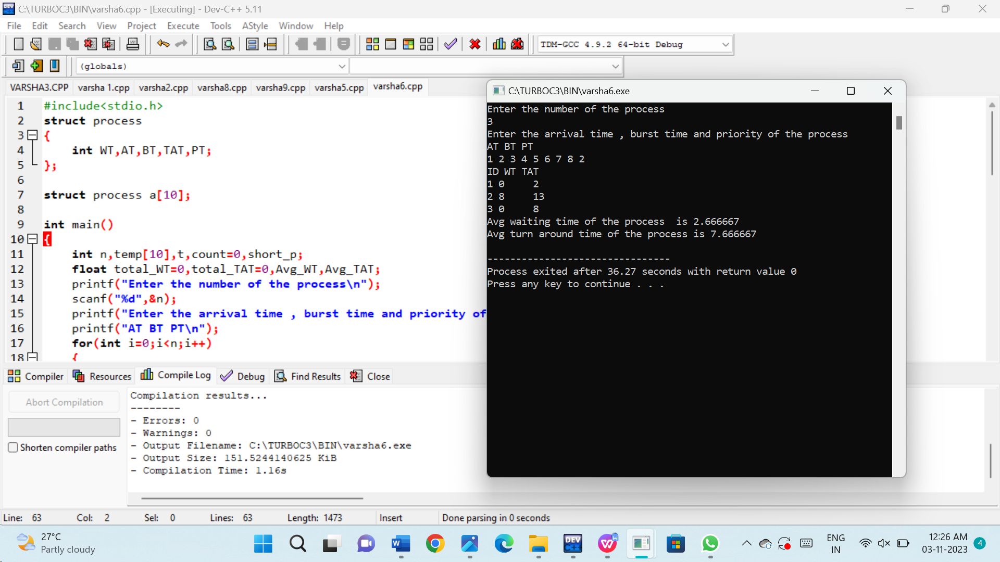 C:\TURBOC3\BIN\varsha6.cpp - [Executing] - Dev-C++ 5.11
File Edit Search View Project Execute Tools AStyle Window Help
TDM-GCC 4.9.2 64-bit Debug
(globals)
VARSHA3.CPP varsha 1.cpp varsha2.cpp varsha8.cpp varsha9.cpp varsha5.cpp varsha6.cpp
1 #include<stdio.h>
2 struct process
3 {
4 int WT,AT,BT,TAT,PT;
5 };
6
7 struct process a[10];
8
9 int main()
10 {
11 int n,temp[10],t,count=0,short_p;
12 float total_WT=0,total_TAT=0,Avg_WT,Avg_TAT;
13 printf("Enter the number of the process\n");
14 scanf("%d",&n);
15 printf("Enter the arrival time , burst time and priority of
16 printf("AT BT PT\n");
17 for(int i=0;i<n;i++)
18 {
C:\TURBOC3\BIN\varsha6.exe
Enter the number of the process
3
Enter the arrival time , burst time and priority of the process
AT BT PT
1 2 3 4 5 6 7 8 2
ID WT TAT
1 0 2
2 8 13
3 0 8
Avg waiting time of the process  is 2.666667
Avg turn around time of the process is 7.666667
--------------------------------
Process exited after 36.27 seconds with return value 0
Press any key to continue . . .
Compiler Resources Compile Log Debug Find Results Close
Abort Compilation
Shorten compiler paths
Compilation results...
--------
- Errors: 0
- Warnings: 0
- Output Filename: C:\TURBOC3\BIN\varsha6.exe
- Output Size: 151.5244140625 KiB
- Compilation Time: 1.16s
Line: 63 Col: 2 Sel: 0 Lines: 63 Length: 1473 Insert Done parsing in 0 seconds
27°C
Partly cloudy
DEV
C++
ENG
IN
12:26 AM
03-11-2023
4